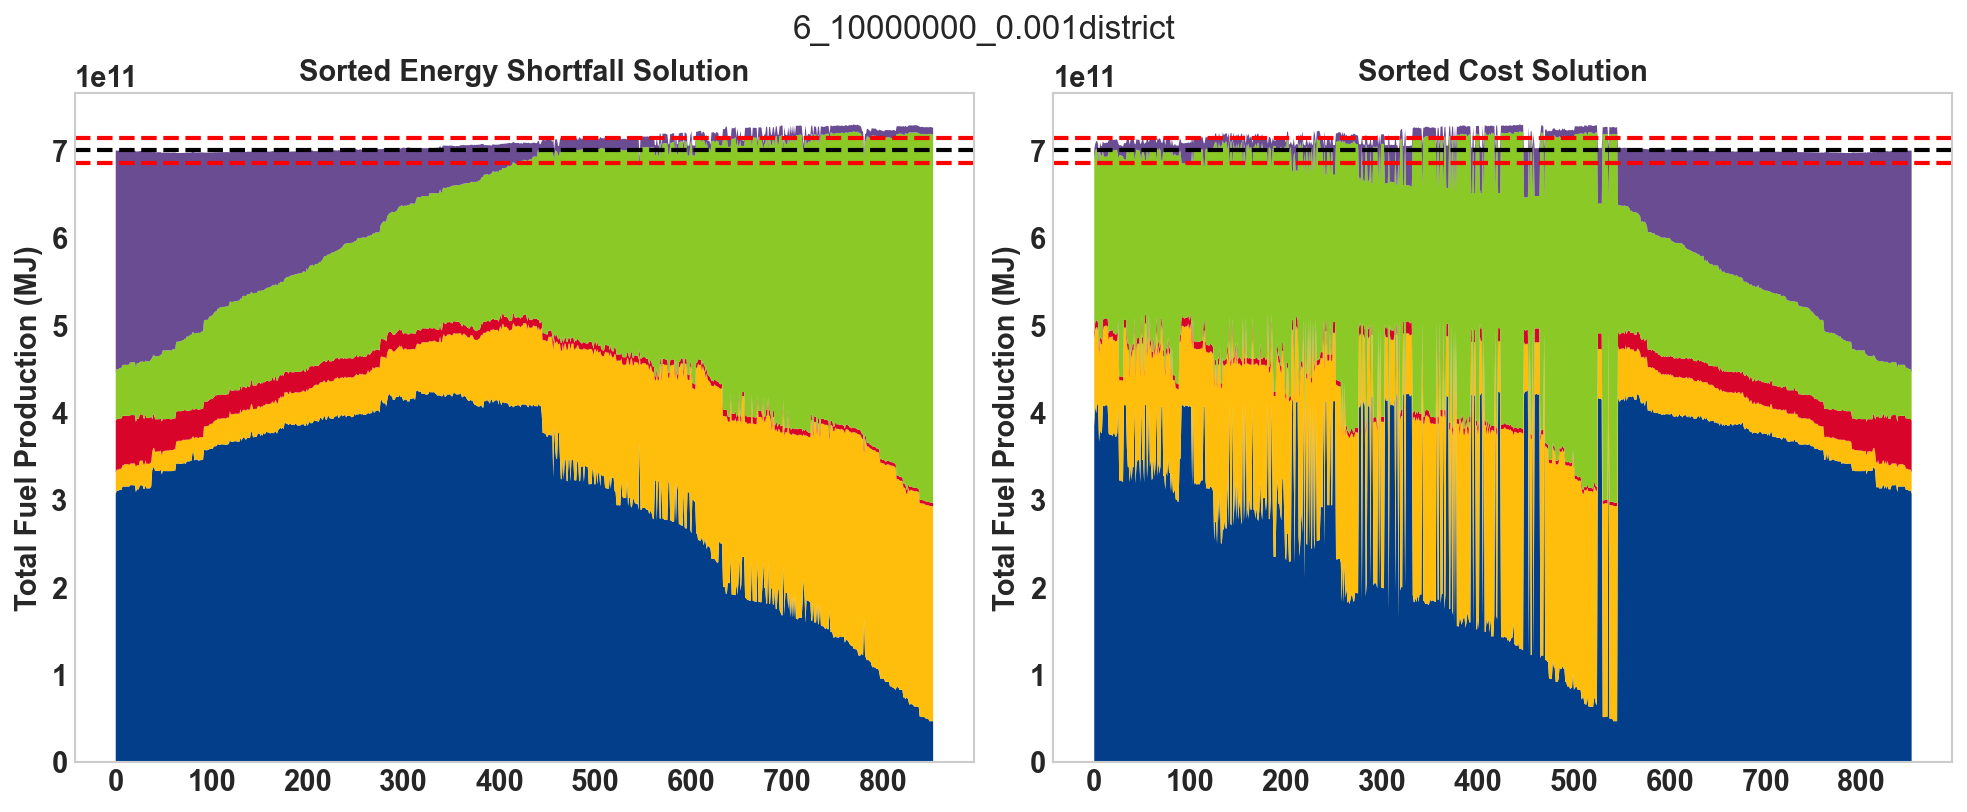 6_10000000_0.001district
Sorted Energy Shortfall Solution
1e11
Total Fuel Production (MJ)
7
6
5
4
3
2
1
0
0 100 200 300 400 500 600 700 800
Sorted Cost Solution
1e11
Total Fuel Production (MJ)
7
6
5
4
3
2
1
0
0 100 200 300 400 500 600 700 800